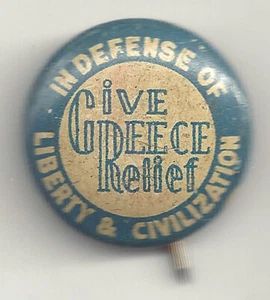 IN DEFENSE OF
GIVE
GREECE
Relief
LIBERTY & CIVILIZATION